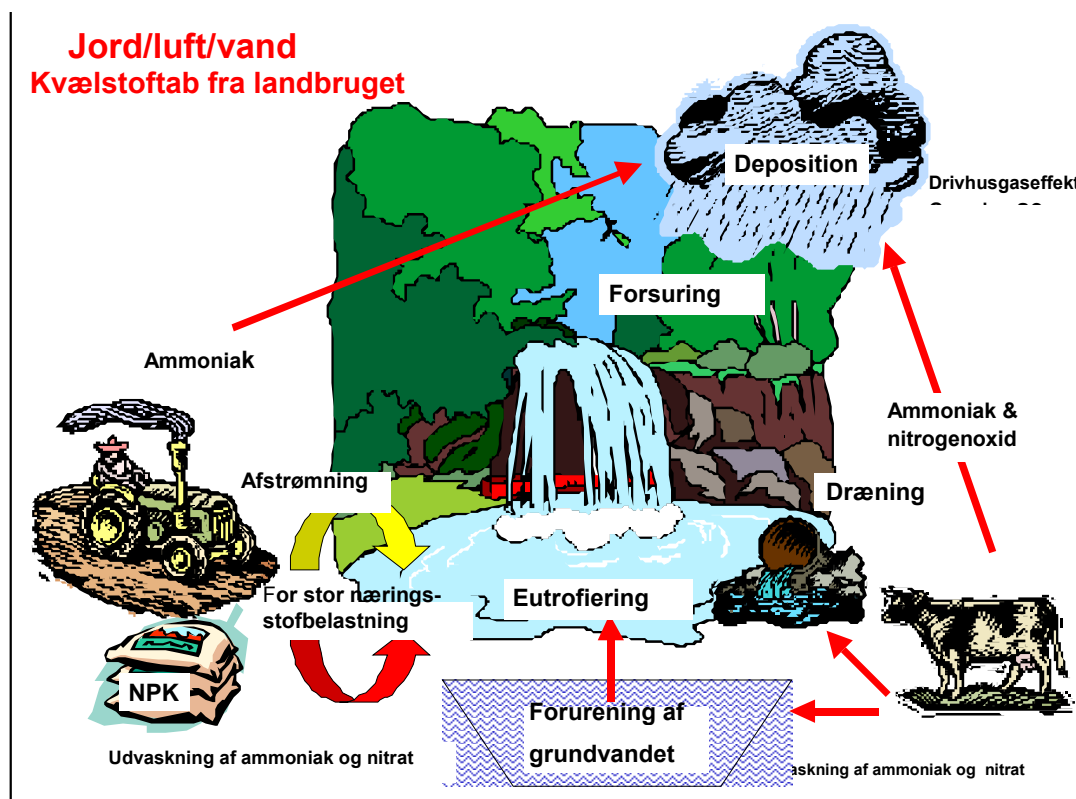 Jord/luft/vand
Kvælstoftab fra landbruget
Deposition
Drivhusgaseffekt
Forsuring
Ammoniak
Ammoniak &
nitrogenoxid
Afstrømning
Dræning
For stor nærings-
stofbelastning
Eutrofiering
NPK
Forurening af
grundvandet
Udvaskning af ammoniak og nitrat
askning af ammoniak og nitrat